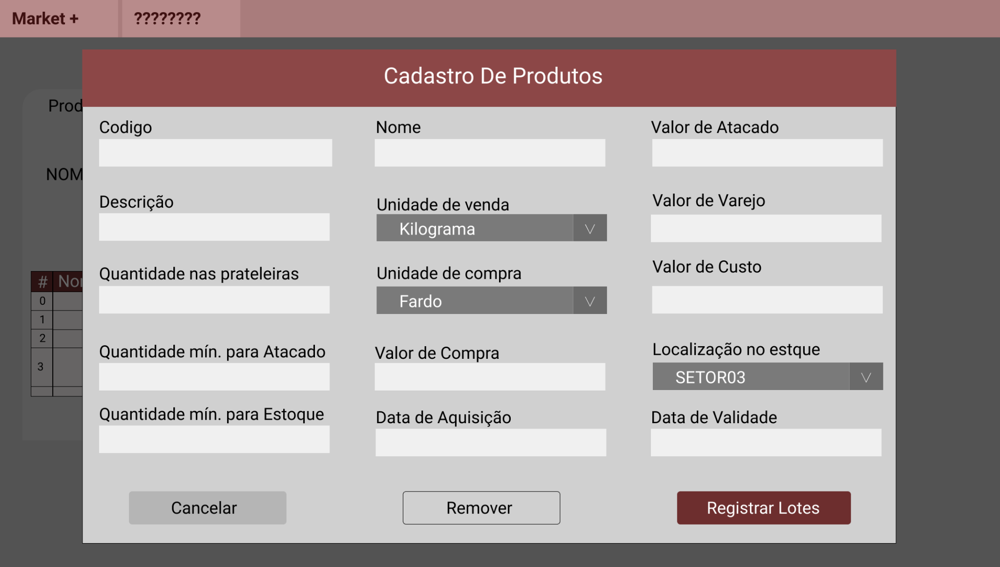 Market +
????????
Cadastro De Produtos
Prod
NOM
# Nor
0
1
2
3
Codigo
Nome
Valor de Atacado
Descrição
Unidade de venda
Kilograma
Valor de Varejo
Quantidade nas prateleiras
Unidade de compra
Fardo
Valor de Custo
Quantidade mín. para Atacado
Valor de Compra
Localização no estque
SETOR03
Quantidade mín. para Estoque
Data de Aquisição
Data de Validade
Cancelar
Remover
Registrar Lotes